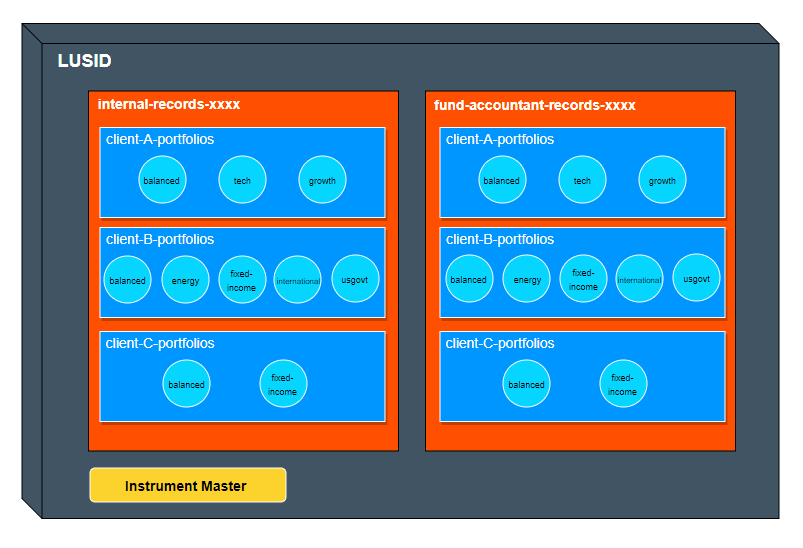 LUSID
internal-records-xxxx
client-A-portfolios
balanced
tech
growth
client-B-portfolios
balanced
energy
fixed-
income
international
usgovt
client-C-portfolios
balanced
fixed-
income
fund-accountant-records-xxxx
client-A-portfolios
balanced
tech
growth
client-B-portfolios
balanced
energy
fixed-
income
international
usgovt
client-C-portfolios
balanced
fixed-
income
Instrument Master